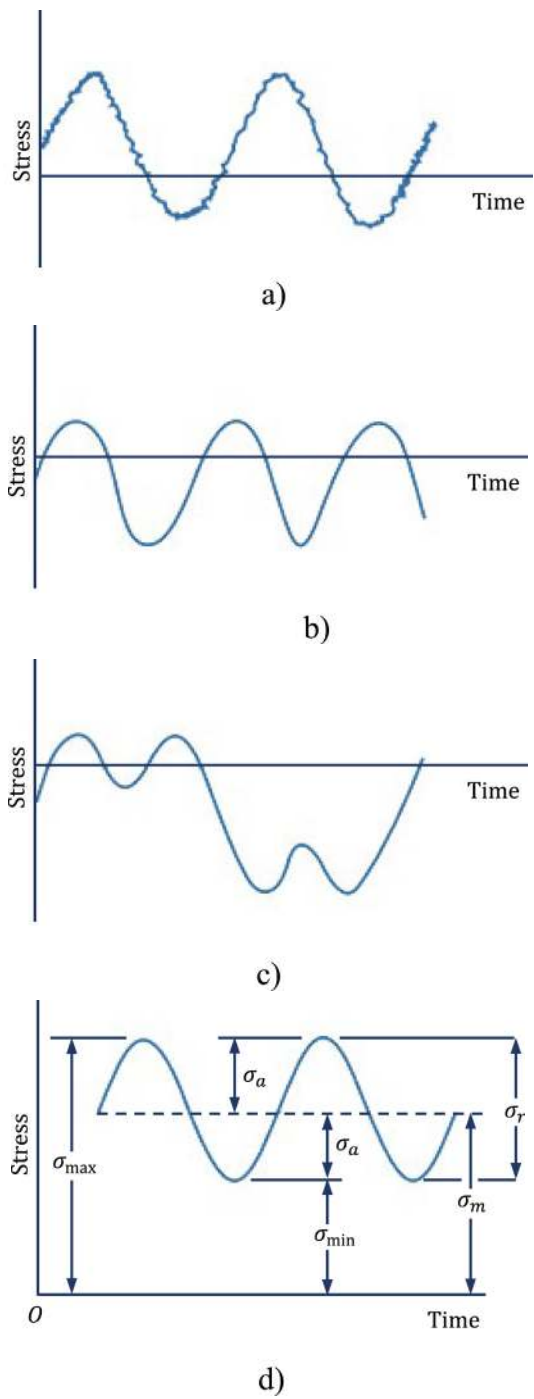 Stress
Time
a)
Stress
Time
b)
Stress
Time
c)
Stress
σₐ
σₐ
σᵣ
σmax
σmin
σₘ
O
Time
d)